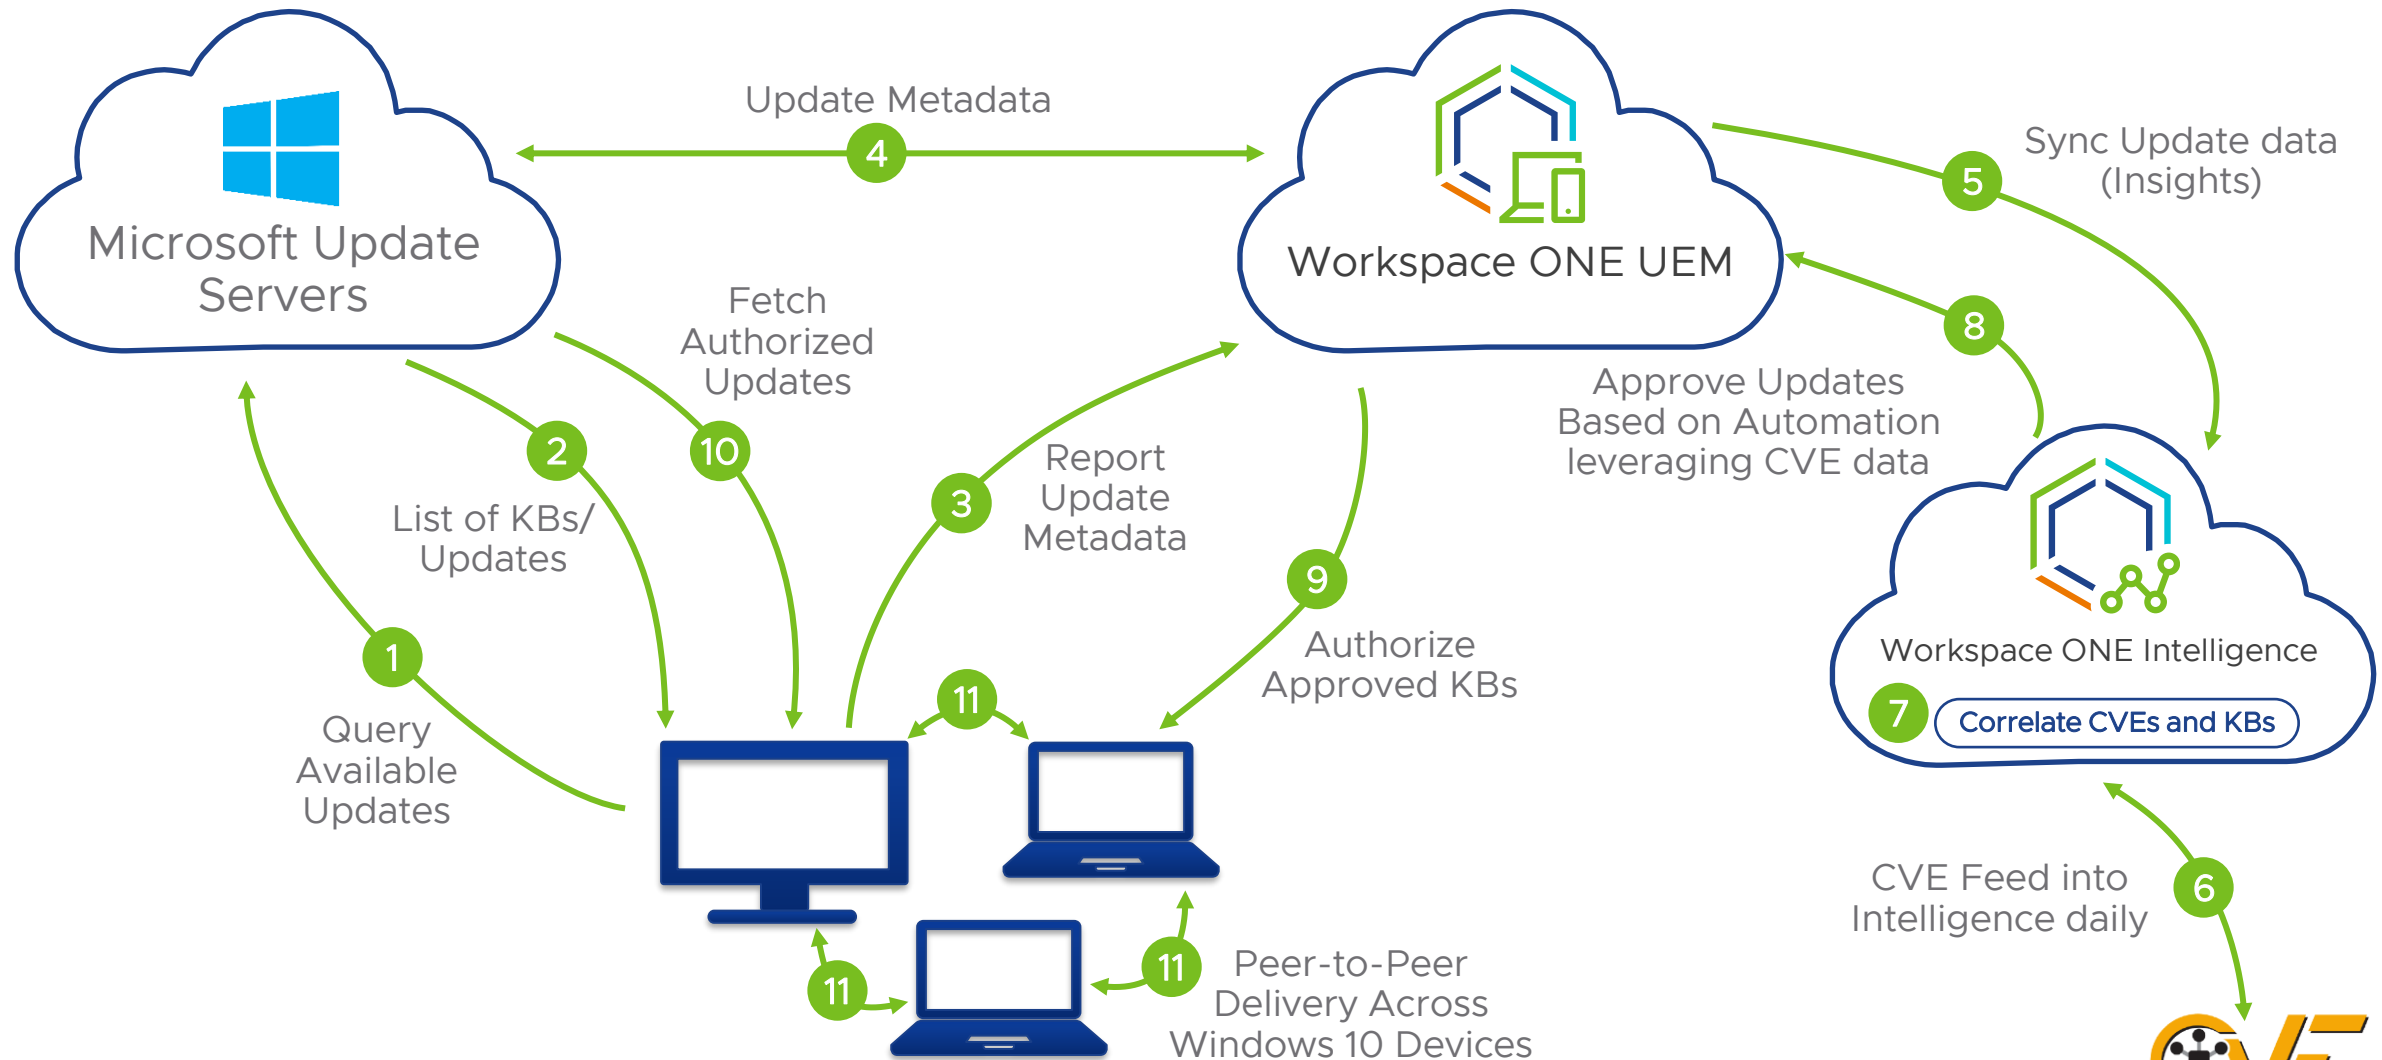 Update Metadata
4
Sync Update data
(Insights)
5
Microsoft Update
Servers
Workspace ONE UEM
Fetch
Authorized
Updates
8
Approve Updates
Based on Automation
leveraging CVE data
2
10
List of KBs/
Updates
3
Report
Update
Metadata
9
Authorize
Approved KBs
1
Query
Available
Updates
11
Workspace ONE Intelligence
7
Correlate CVEs and KBs
CVE Feed into
Intelligence daily
6
11
11
Peer-to-Peer
Delivery Across
Windows 10 Devices
CVE